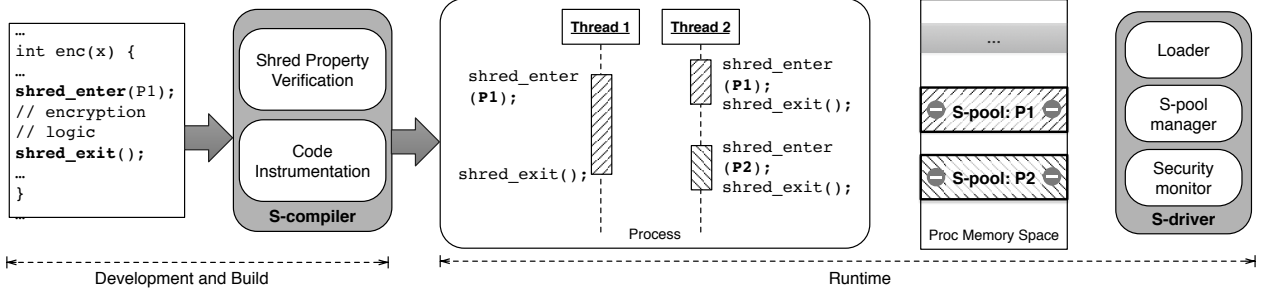 …
int enc(x) {
…
shred_enter(P1);
// encryption
// logic
shred_exit();
…
}
…
Shred Property
Verification
Code
Instrumentation
S-compiler
Thread 1
Thread 2
shred_enter
(P1);
shred_exit();
shred_enter
(P1);
shred_exit();
shred_enter
(P2);
shred_exit();
Process
...
S-pool: P1
S-pool: P2
Proc Memory Space
Loader
S-pool
manager
Security
monitor
S-driver
Development and Build
Runtime